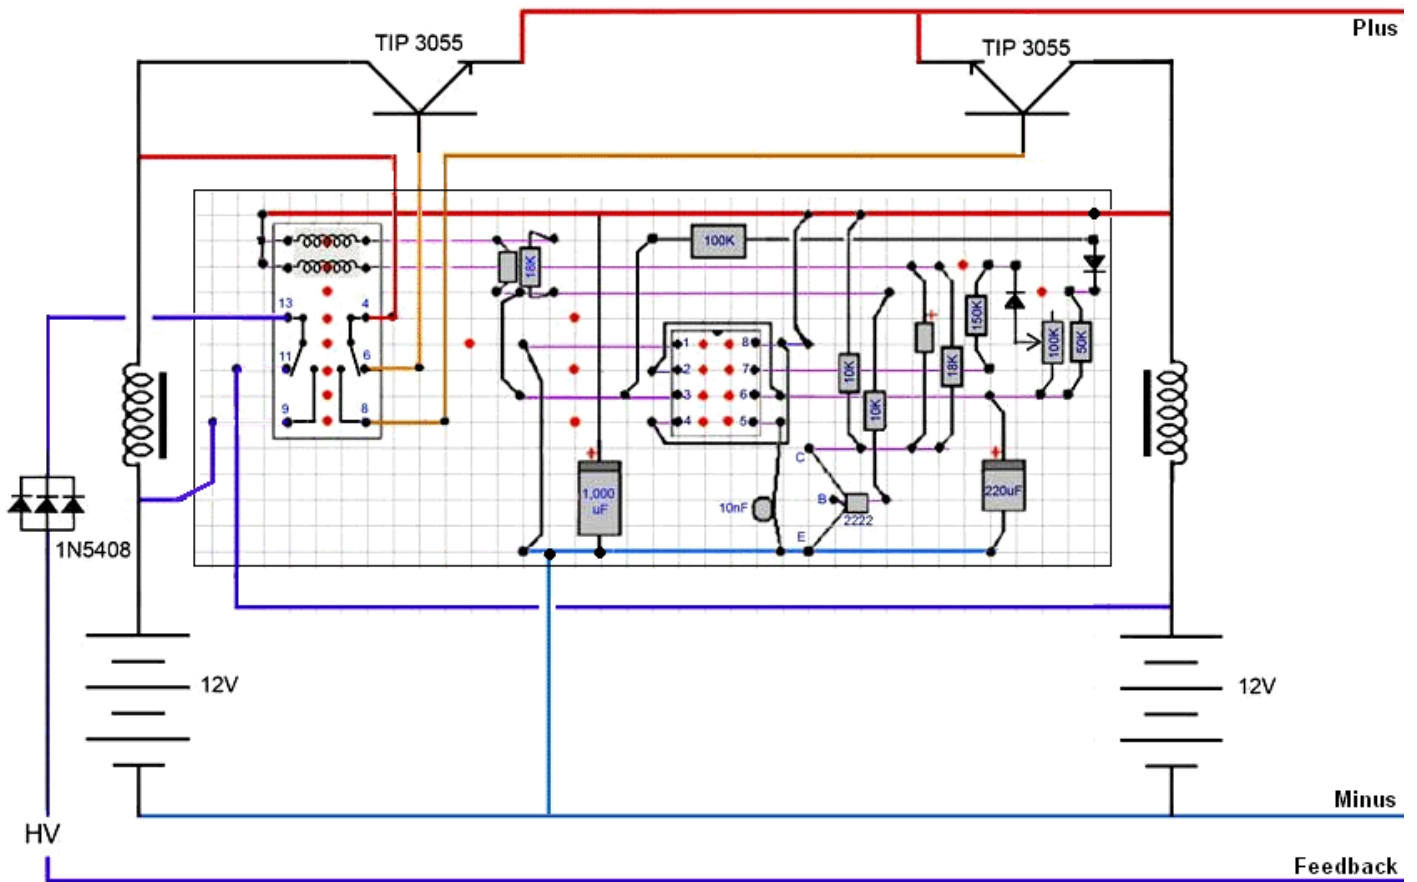 Plus
TIP 3055
TIP 3055
100K
18K
13
4
11
6
9
8
1
8
2
7
3
6
4
5
+
150K
100K
50K
10K
18K
10K
+
1,000
uF
C
B
E
2222
10nF
+
220uF
1N5408
12V
12V
Minus
HV
Feedback